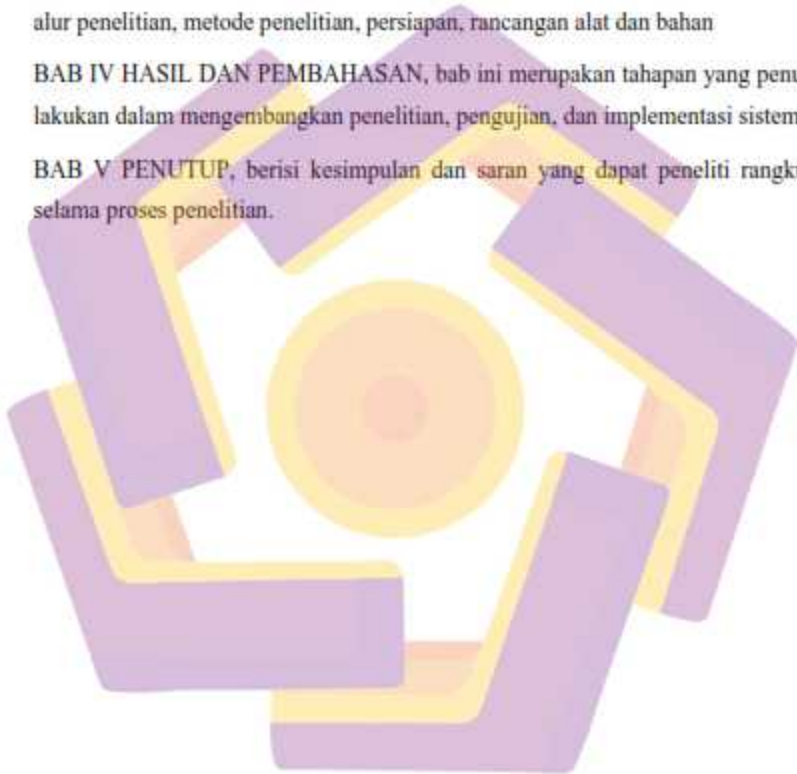 alur penelitian, metode penelitian, persiapan, rancangan alat dan bahan
BAB IV HASIL DAN PEMBAHASAN, bab ini merupakan tahapan yang penu
lakukan dalam mengembangkan penelitian, pengujian, dan implementasi sistem
BAB V PENUTUP, berisi kesimpulan dan saran yang dapat peneliti rangku
selama proses penelitian.